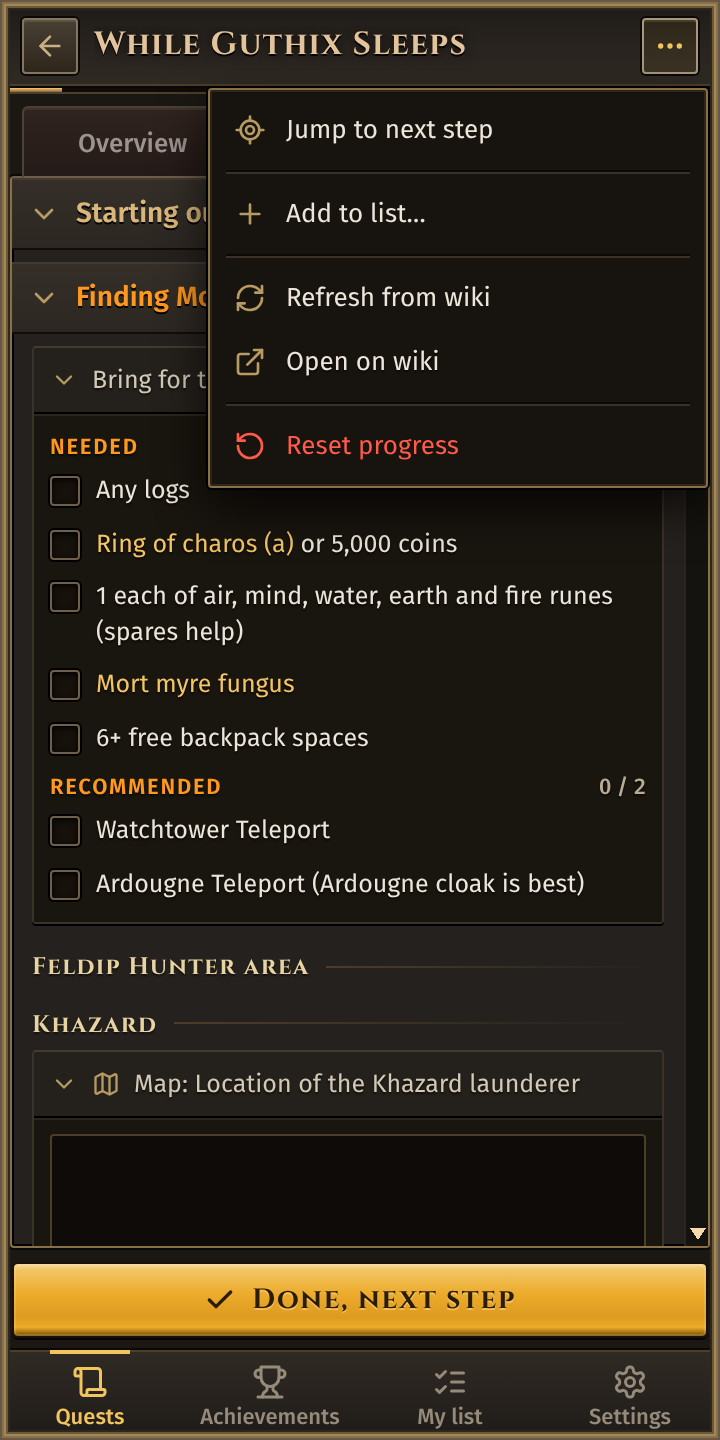 While Guthix Sleeps
Jump to next step
Add to list...
Refresh from wiki
Open on wiki
Reset progress
Overview
Starting
Finding
Bring for
NEEDED
Any logs
Ring of charos (a) or 5,000 coins
1 each of air, mind, water, earth and fire runes
(spares help)
Mort myre fungus
6+ free backpack spaces
RECOMMENDED 0 / 2
Watchtower Teleport
Ardougne Teleport (Ardougne cloak is best)
Feldip Hunter area
Khazard
Map: Location of the Khazard launderer
Done, next step
Quests Achievements My list Settings